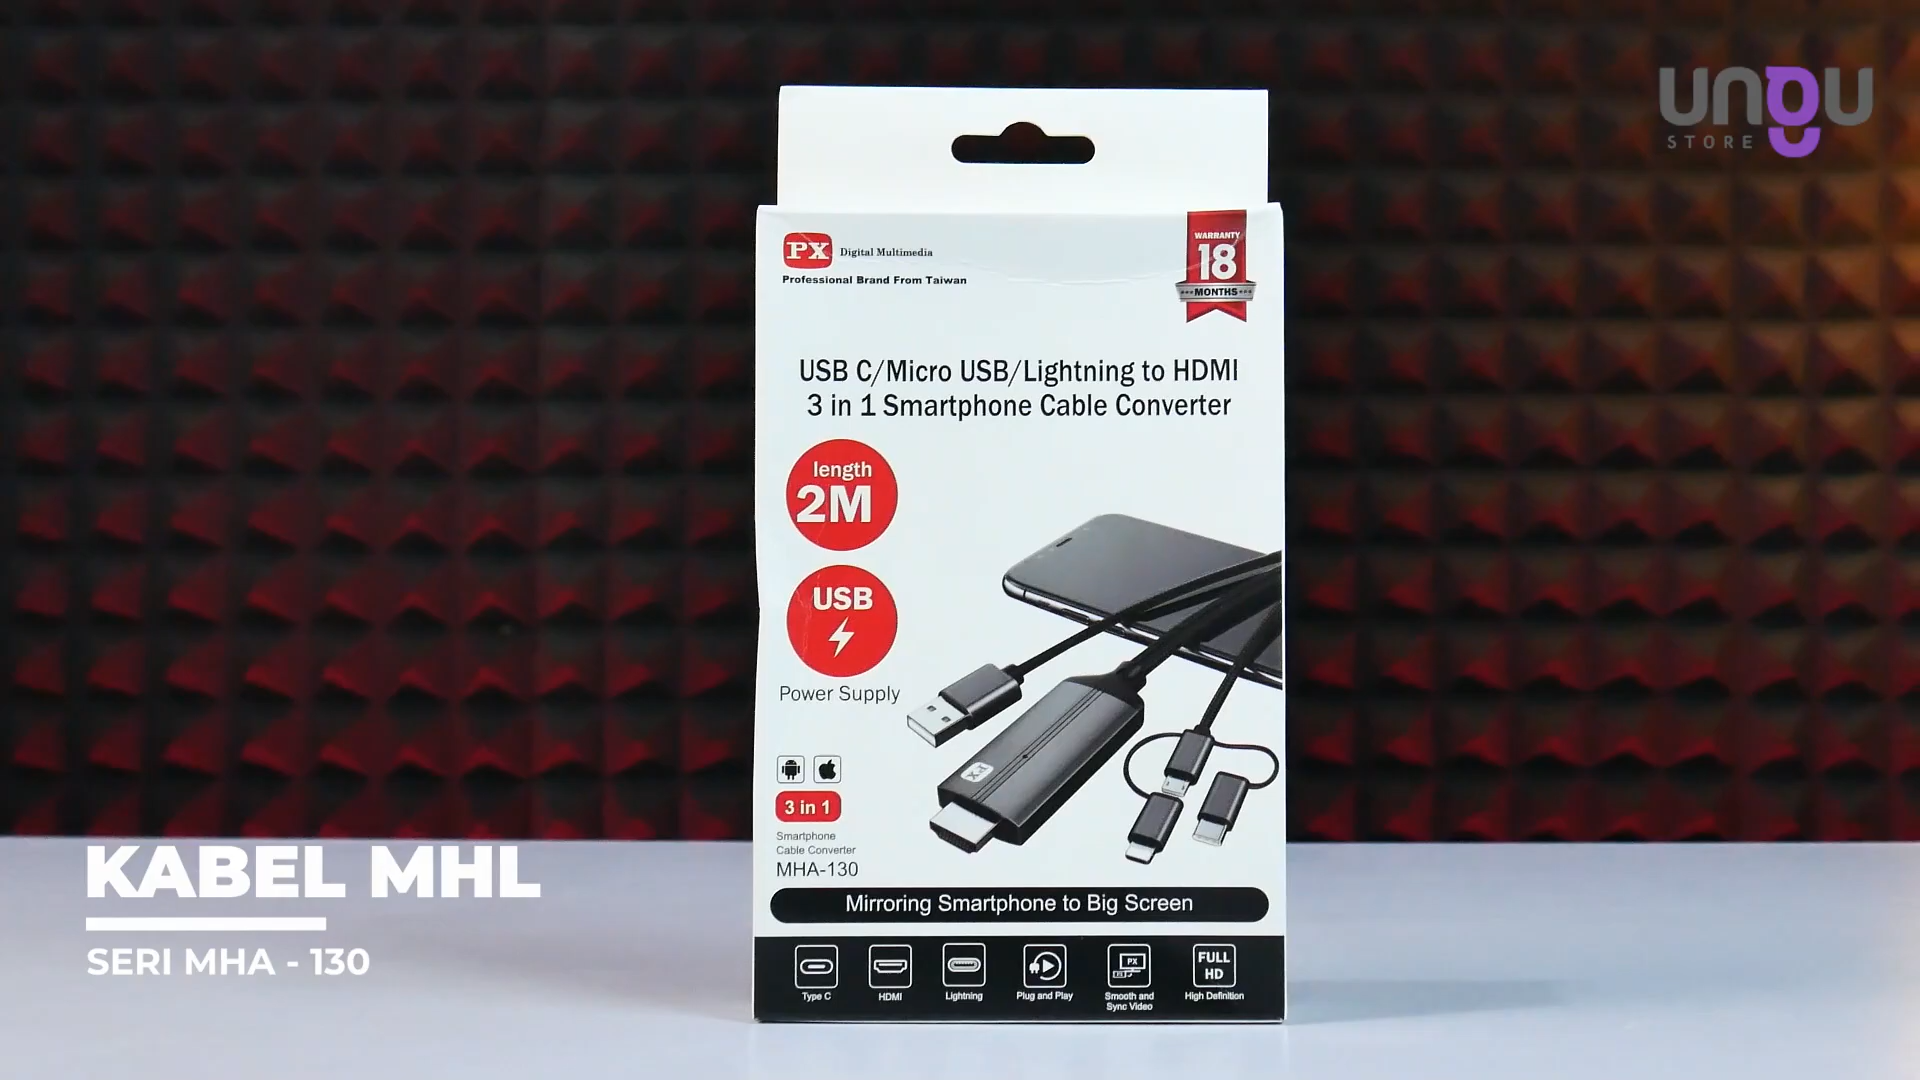 ungu
STORE
PX Digital Multimedia
Professional Brand From Taiwan
WARRANTY
18
MONTHS
USB C/Micro USB/Lightning to HDMI
3 in 1 Smartphone Cable Converter
length
2M
USB
Power Supply
PX
3 in 1
Smartphone
Cable Converter
MHA-130
Mirroring Smartphone to Big Screen
Type C
HDMI
Lightning
Plug and Play
PX
Smooth and
Sync Video
FULL
HD
High Definition
KABEL MHL
SERI MHA - 130